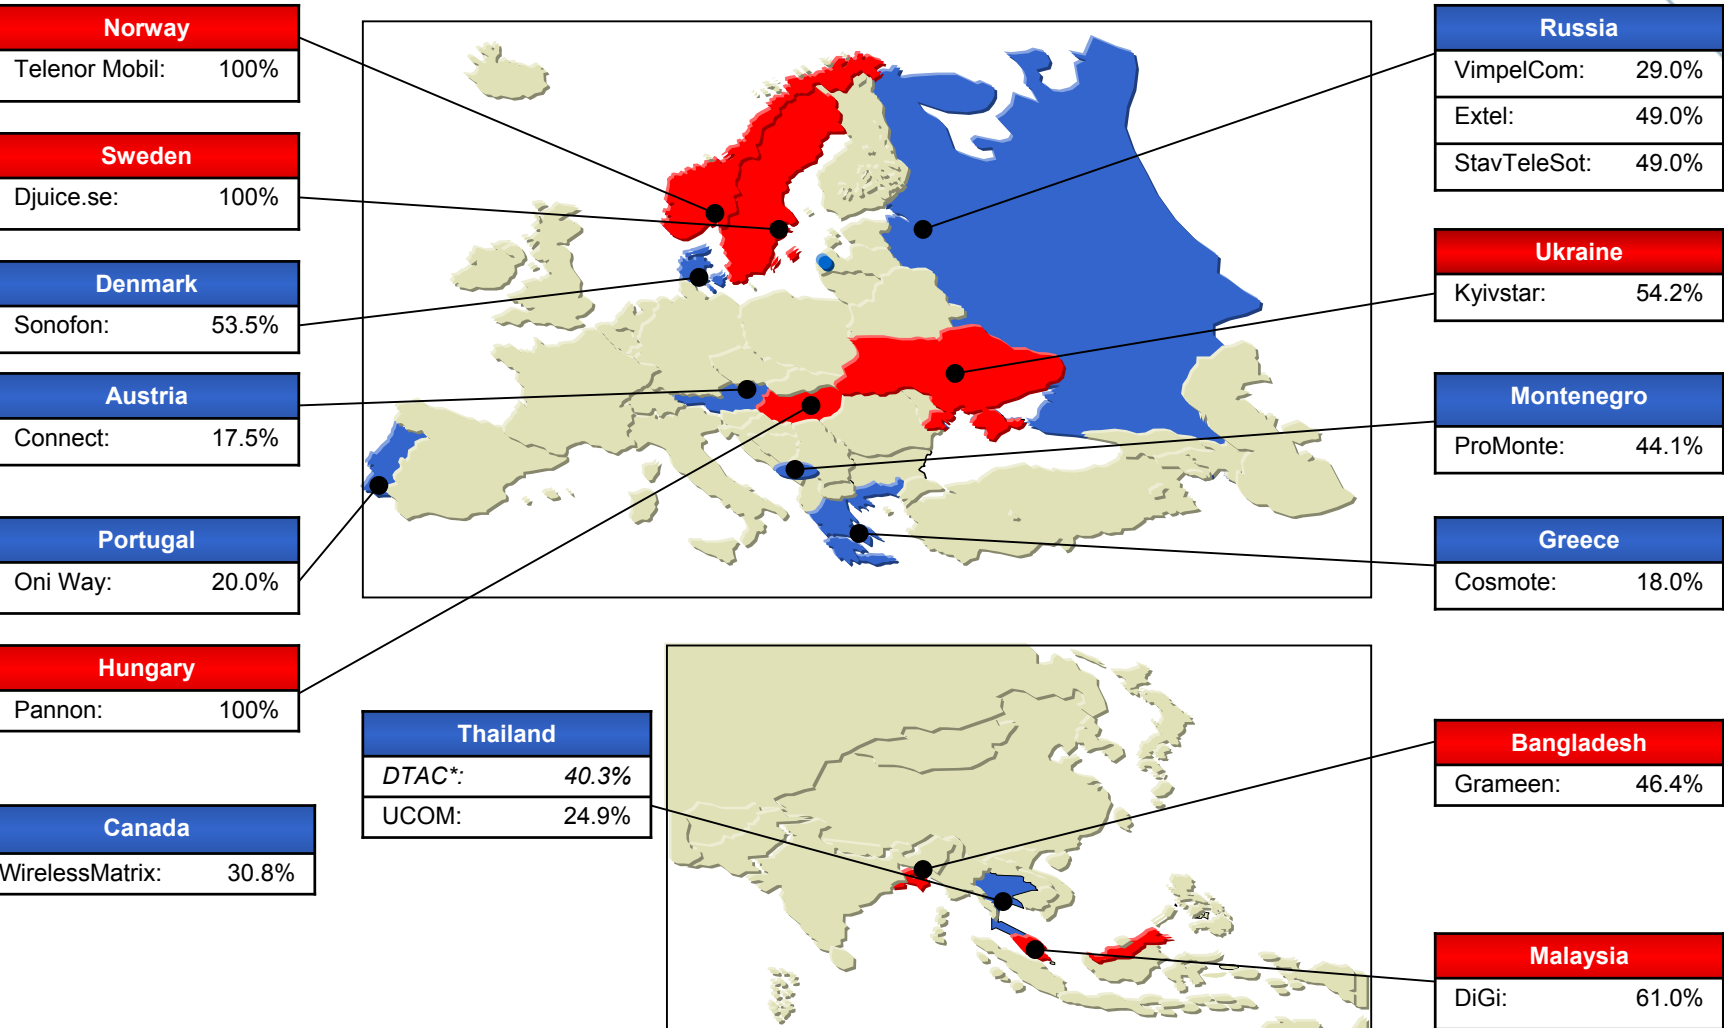 Norway
Telenor Mobil: 100%
Sweden
Djuice.se: 100%
Denmark
Sonofon: 53.5%
Austria
Connect: 17.5%
Portugal
Oni Way: 20.0%
Hungary
Pannon: 100%
Canada
WirelessMatrix: 30.8%
Thailand
DTAC*: 40.3%
UCOM: 24.9%
Russia
VimpelCom: 29.0%
Extel: 49.0%
StavTeleSot: 49.0%
Ukraine
Kyivstar: 54.2%
Montenegro
ProMonte: 44.1%
Greece
Cosmote: 18.0%
Bangladesh
Grameen: 46.4%
Malaysia
DiGi: 61.0%